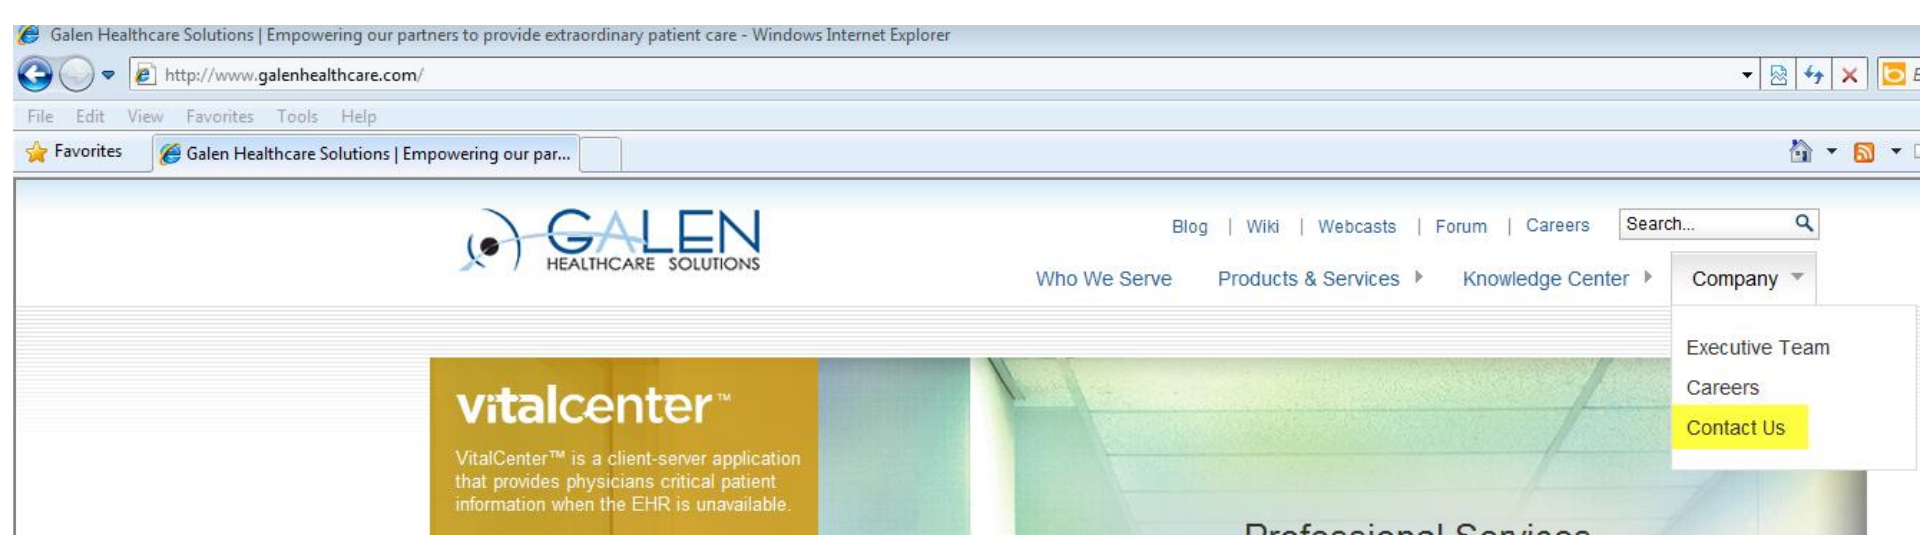 Galen Healthcare Solutions | Empowering our partners to provide extraordinary patient care - Windows Internet Explorer
http://www.galenhealthcare.com/
File Edit View Favorites Tools Help
Favorites Galen Healthcare Solutions | Empowering our par...
GALEN
HEALTHCARE SOLUTIONS
Blog | Wiki | Webcasts | Forum | Careers Search...
Who We Serve Products & Services Knowledge Center Company
Executive Team
Careers
Contact Us
vitalcenter™
VitalCenter™ is a client-server application
that provides physicians critical patient
information when the EHR is unavailable.
Professional Services